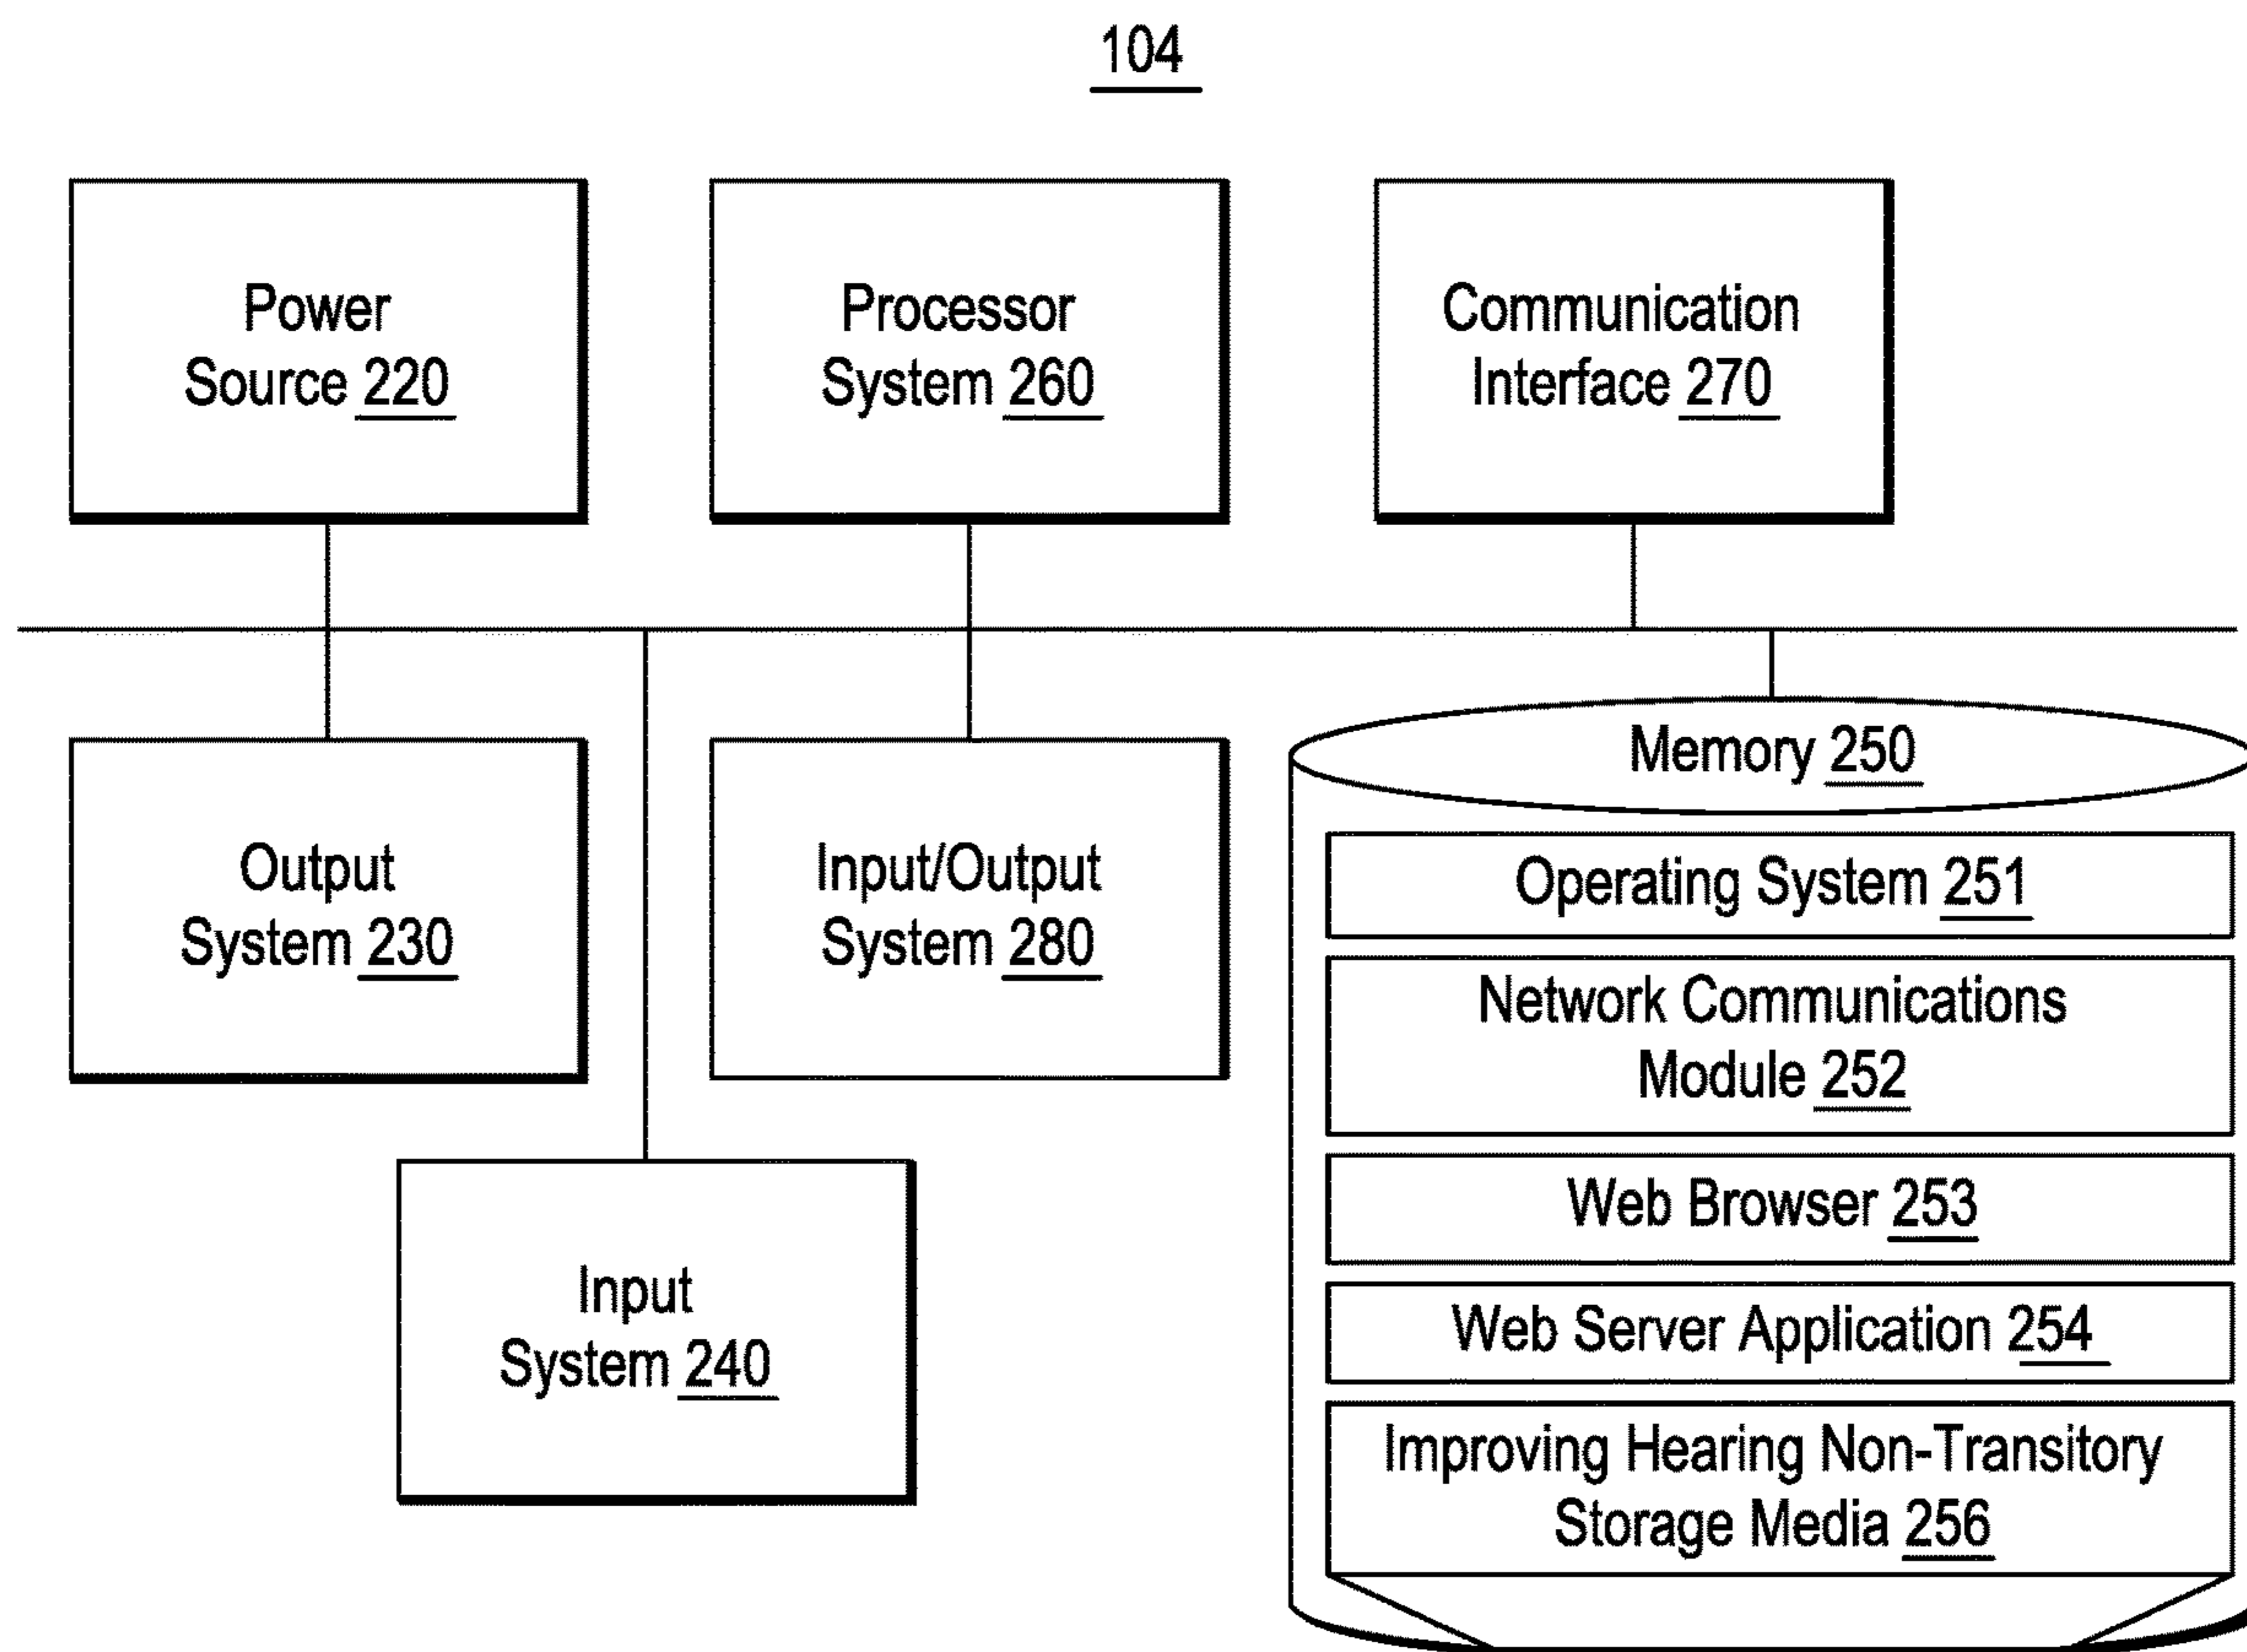 104
Power
Source 220
Processor
System 260
Communication
Interface 270
Output
System 230
Input/Output
System 280
Input
System 240
Memory 250
Operating System 251
Network Communications
Module 252
Web Browser 253
Web Server Application 254
Improving Hearing Non-Transitory
Storage Media 256